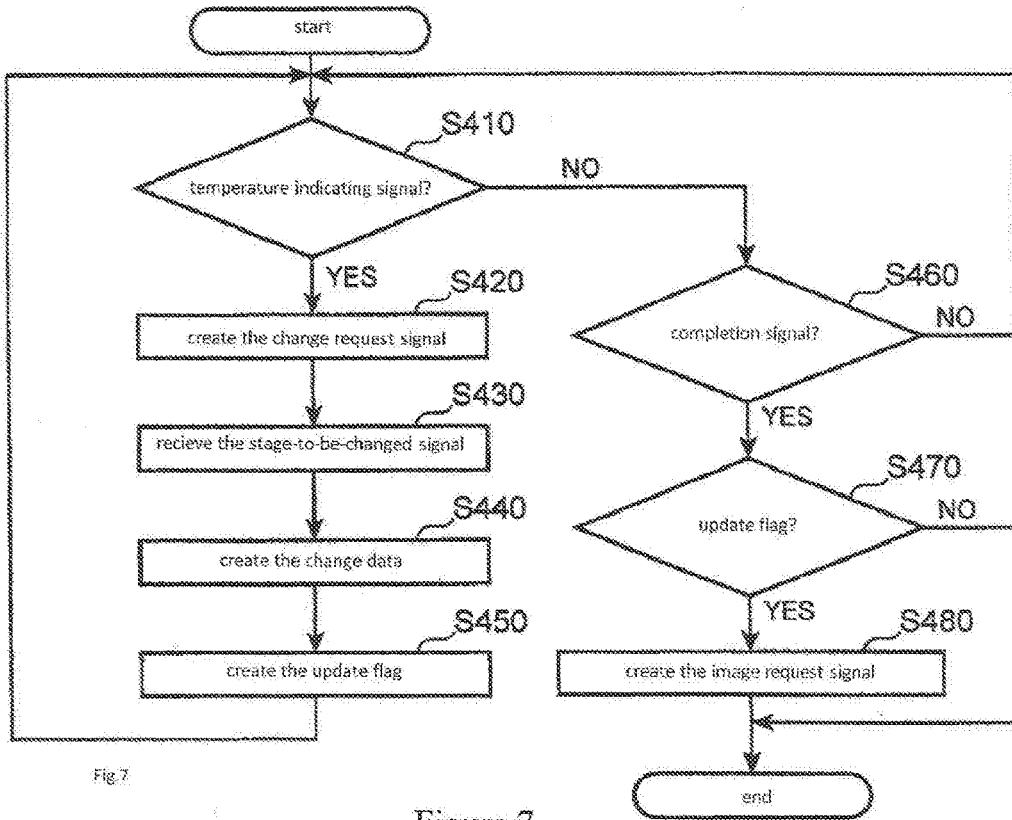 start
S410
temperature indicating signal?
NO
YES
S420
create the change request signal
S430
recieve the stage-to-be-changed signal
S440
create the change data
S450
create the update flag
S460
completion signal?
NO
YES
S470
update flag?
NO
YES
S480
create the image request signal
end
Fig.7
Figure 7